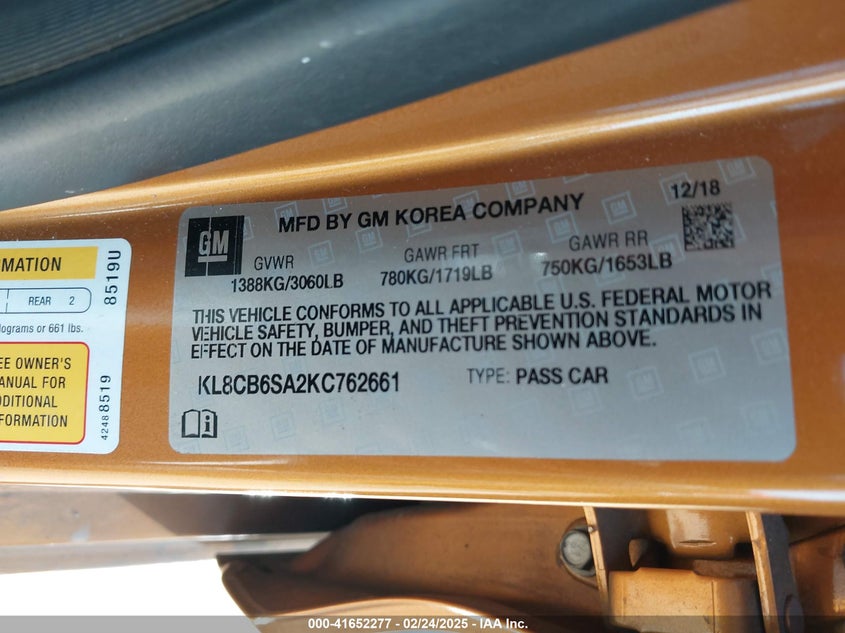 MATION
REAR 2
lograms or 661 lbs.
EE OWNER'S
ANUAL FOR
DDITIONAL
FORMATION
8519U
42488519
GM
MFD BY GM KOREA COMPANY
12/18
GVWR
GAWR FRT
GAWR RR
1388KG/3060LB
780KG/1719LB
750KG/1653LB
THIS VEHICLE CONFORMS TO ALL APPLICABLE U.S. FEDERAL MOTOR
VEHICLE SAFETY, BUMPER, AND THEFT PREVENTION STANDARDS IN
EFFECT ON THE DATE OF MANUFACTURE SHOWN ABOVE.
KL8CB6SA2KC762661
TYPE: PASS CAR
000-41652277 - 02/24/2025 - IAA Inc.